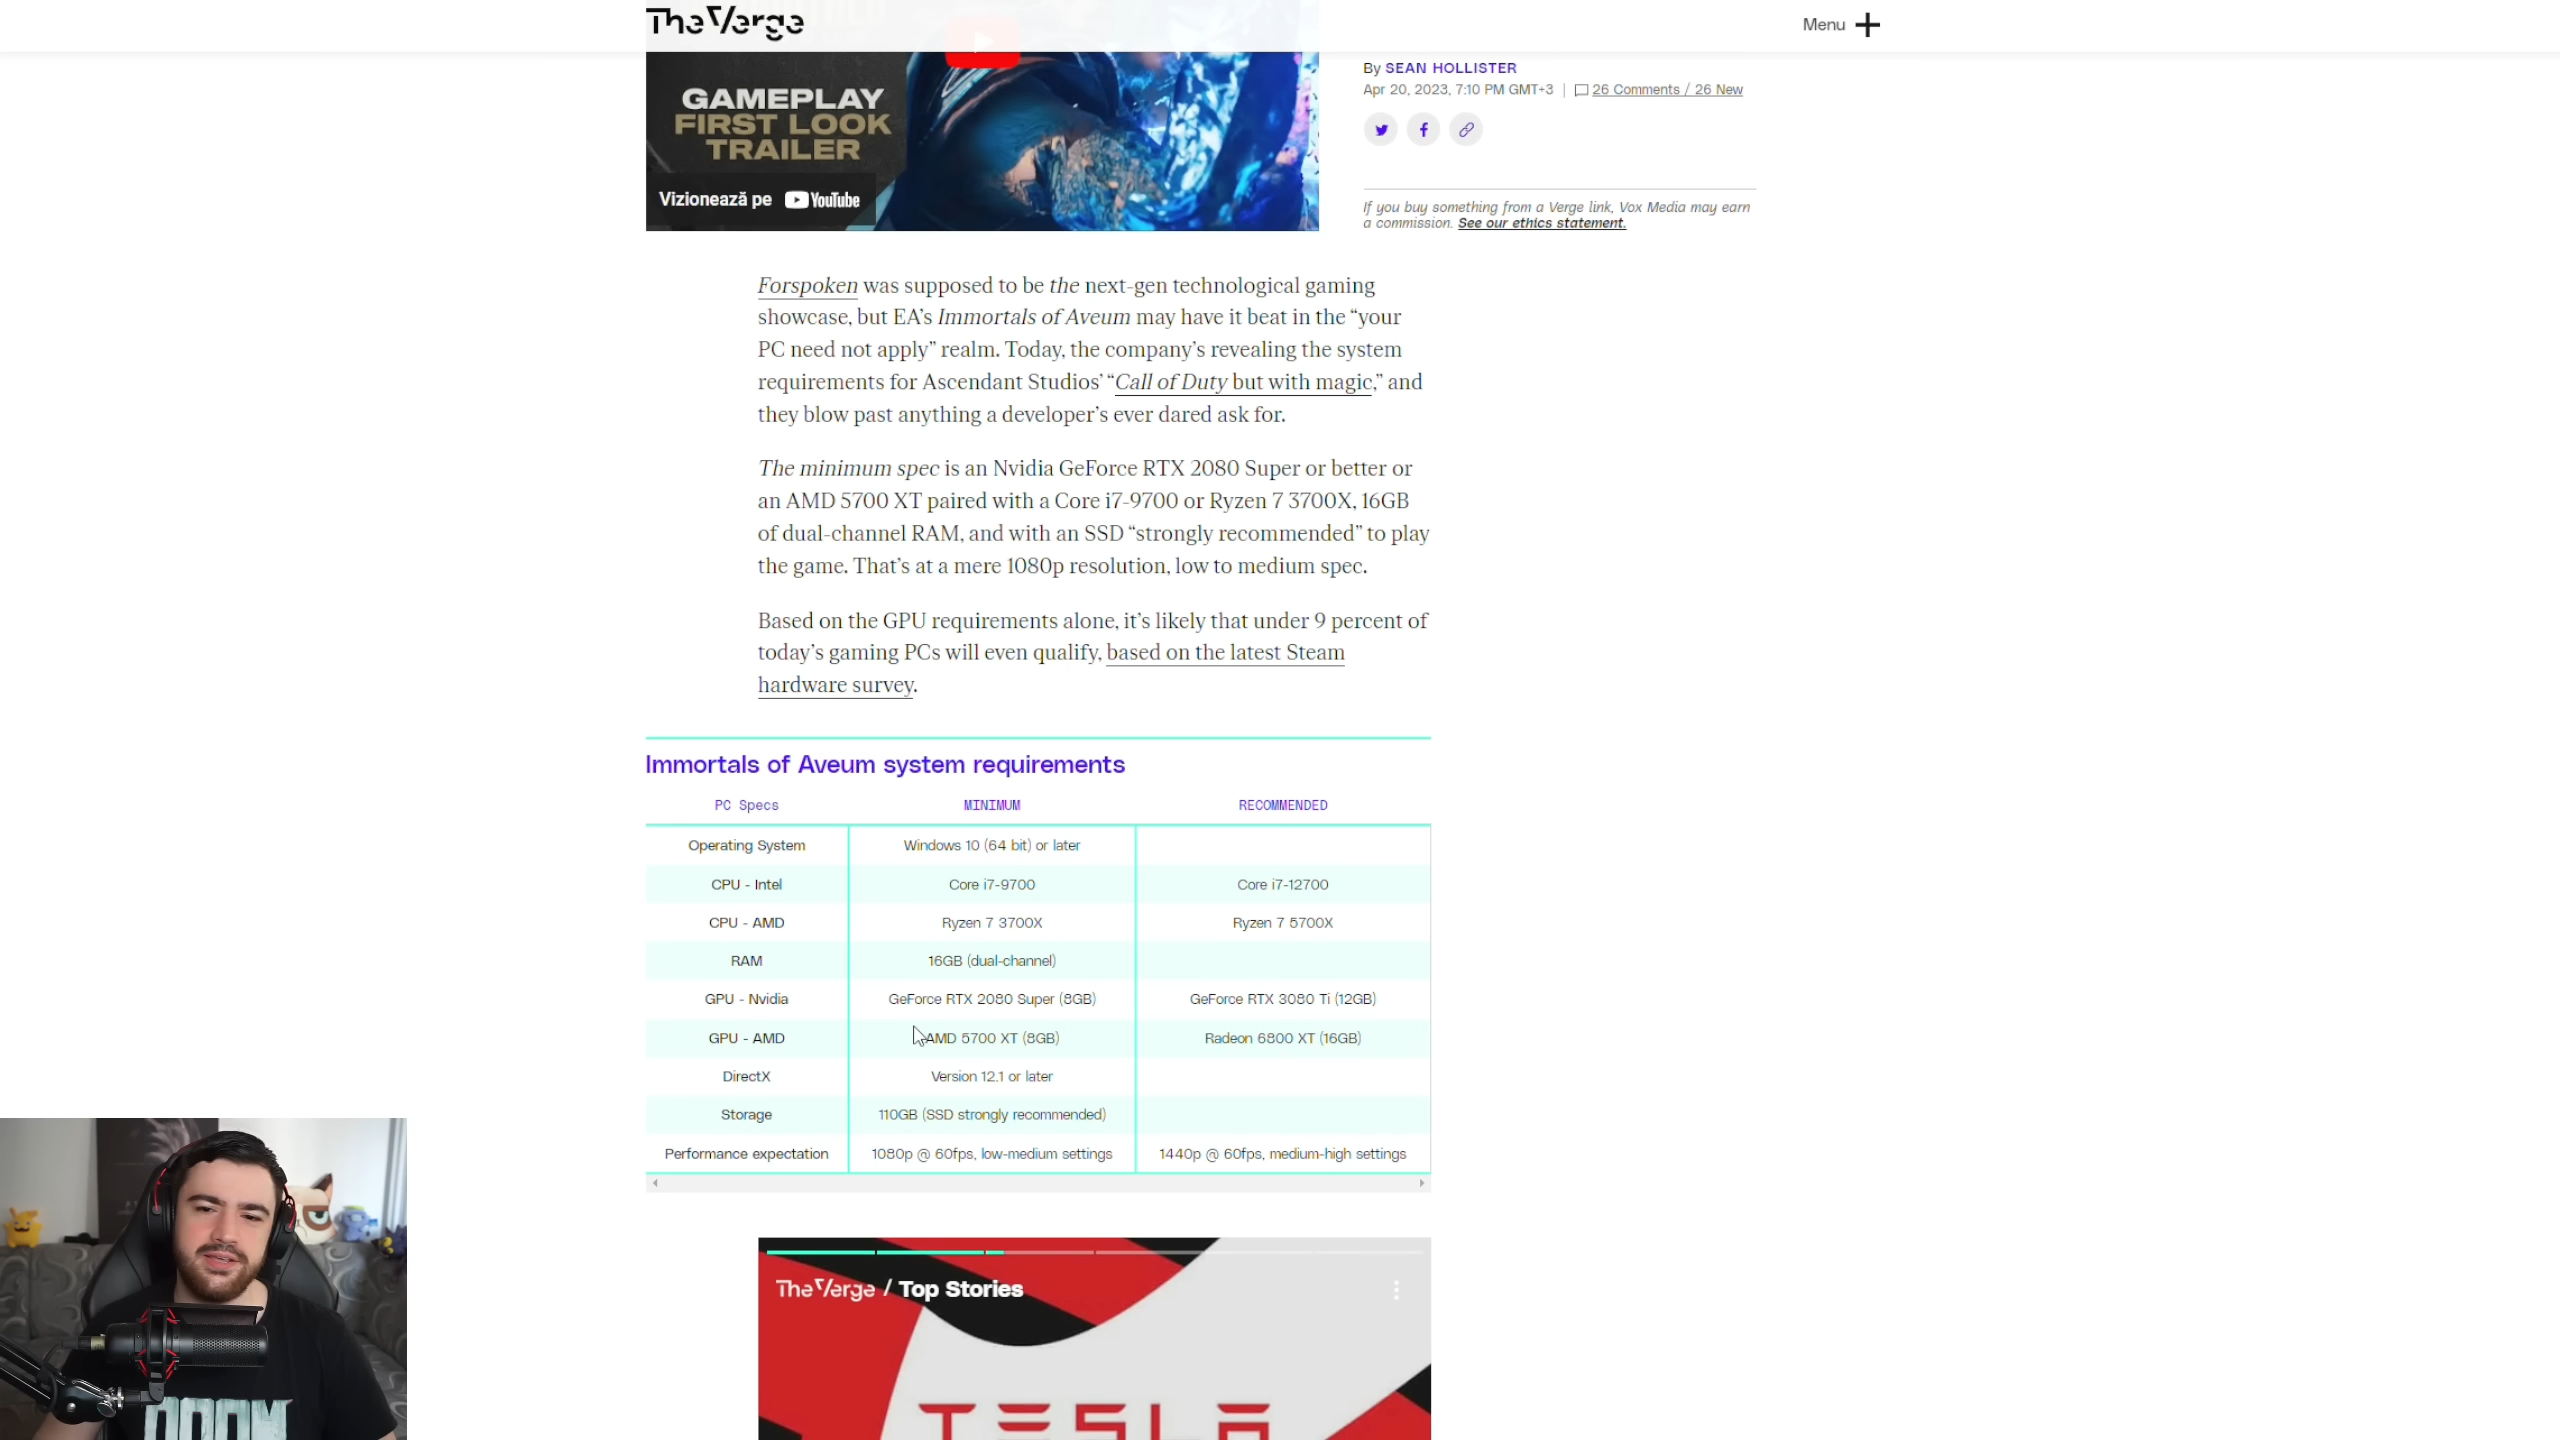 The Verge
Menu
GAMEPLAY
FIRST LOOK
TRAILER
Vizionează pe YouTube
By SEAN HOLLISTER
Apr 20, 2023, 7:10 PM GMT+3 | 26 Comments / 26 New
If you buy something from a Verge link, Vox Media may earn
a commission. See our ethics statement.
Forspoken was supposed to be the next-gen technological gaming
showcase, but EA’s Immortals of Aveum may have it beat in the “your
PC need not apply” realm. Today, the company’s revealing the system
requirements for Ascendant Studios’ “Call of Duty but with magic,” and
they blow past anything a developer’s ever dared ask for.
The minimum spec is an Nvidia GeForce RTX 2080 Super or better or
an AMD 5700 XT paired with a Core i7-9700 or Ryzen 7 3700X, 16GB
of dual-channel RAM, and with an SSD “strongly recommended” to play
the game. That’s at a mere 1080p resolution, low to medium spec.
Based on the GPU requirements alone, it’s likely that under 9 percent of
today’s gaming PCs will even qualify, based on the latest Steam
hardware survey.
Immortals of Aveum system requirements
PC Specs MINIMUM RECOMMENDED
Operating System Windows 10 (64 bit) or later
CPU - Intel Core i7-9700 Core i7-12700
CPU - AMD Ryzen 7 3700X Ryzen 7 5700X
RAM 16GB (dual-channel)
GPU - Nvidia GeForce RTX 2080 Super (8GB) GeForce RTX 3080 Ti (12GB)
GPU - AMD AMD 5700 XT (8GB) Radeon 6800 XT (16GB)
DirectX Version 12.1 or later
Storage 110GB (SSD strongly recommended)
Performance expectation 1080p @ 60fps, low-medium settings 1440p @ 60fps, medium-high settings
The Verge / Top Stories
TESLA
DOOM